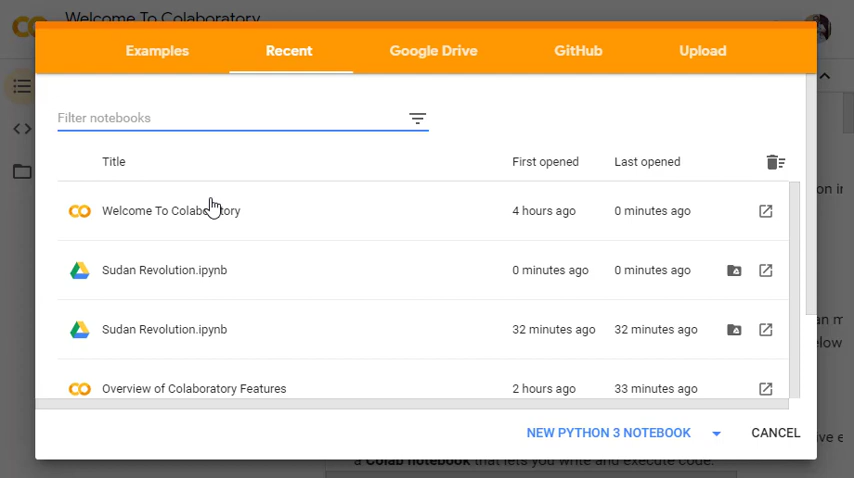 Welcome To Colaboratory
Examples Recent Google Drive GitHub Upload
Filter notebooks
Title First opened Last opened
Welcome To Colaboratory 4 hours ago 0 minutes ago
Sudan Revolution.ipynb 0 minutes ago 0 minutes ago
Sudan Revolution.ipynb 32 minutes ago 32 minutes ago
Overview of Colaboratory Features 2 hours ago 33 minutes ago
NEW PYTHON 3 NOTEBOOK CANCEL
a Colab notebook that lets you write and execute code.